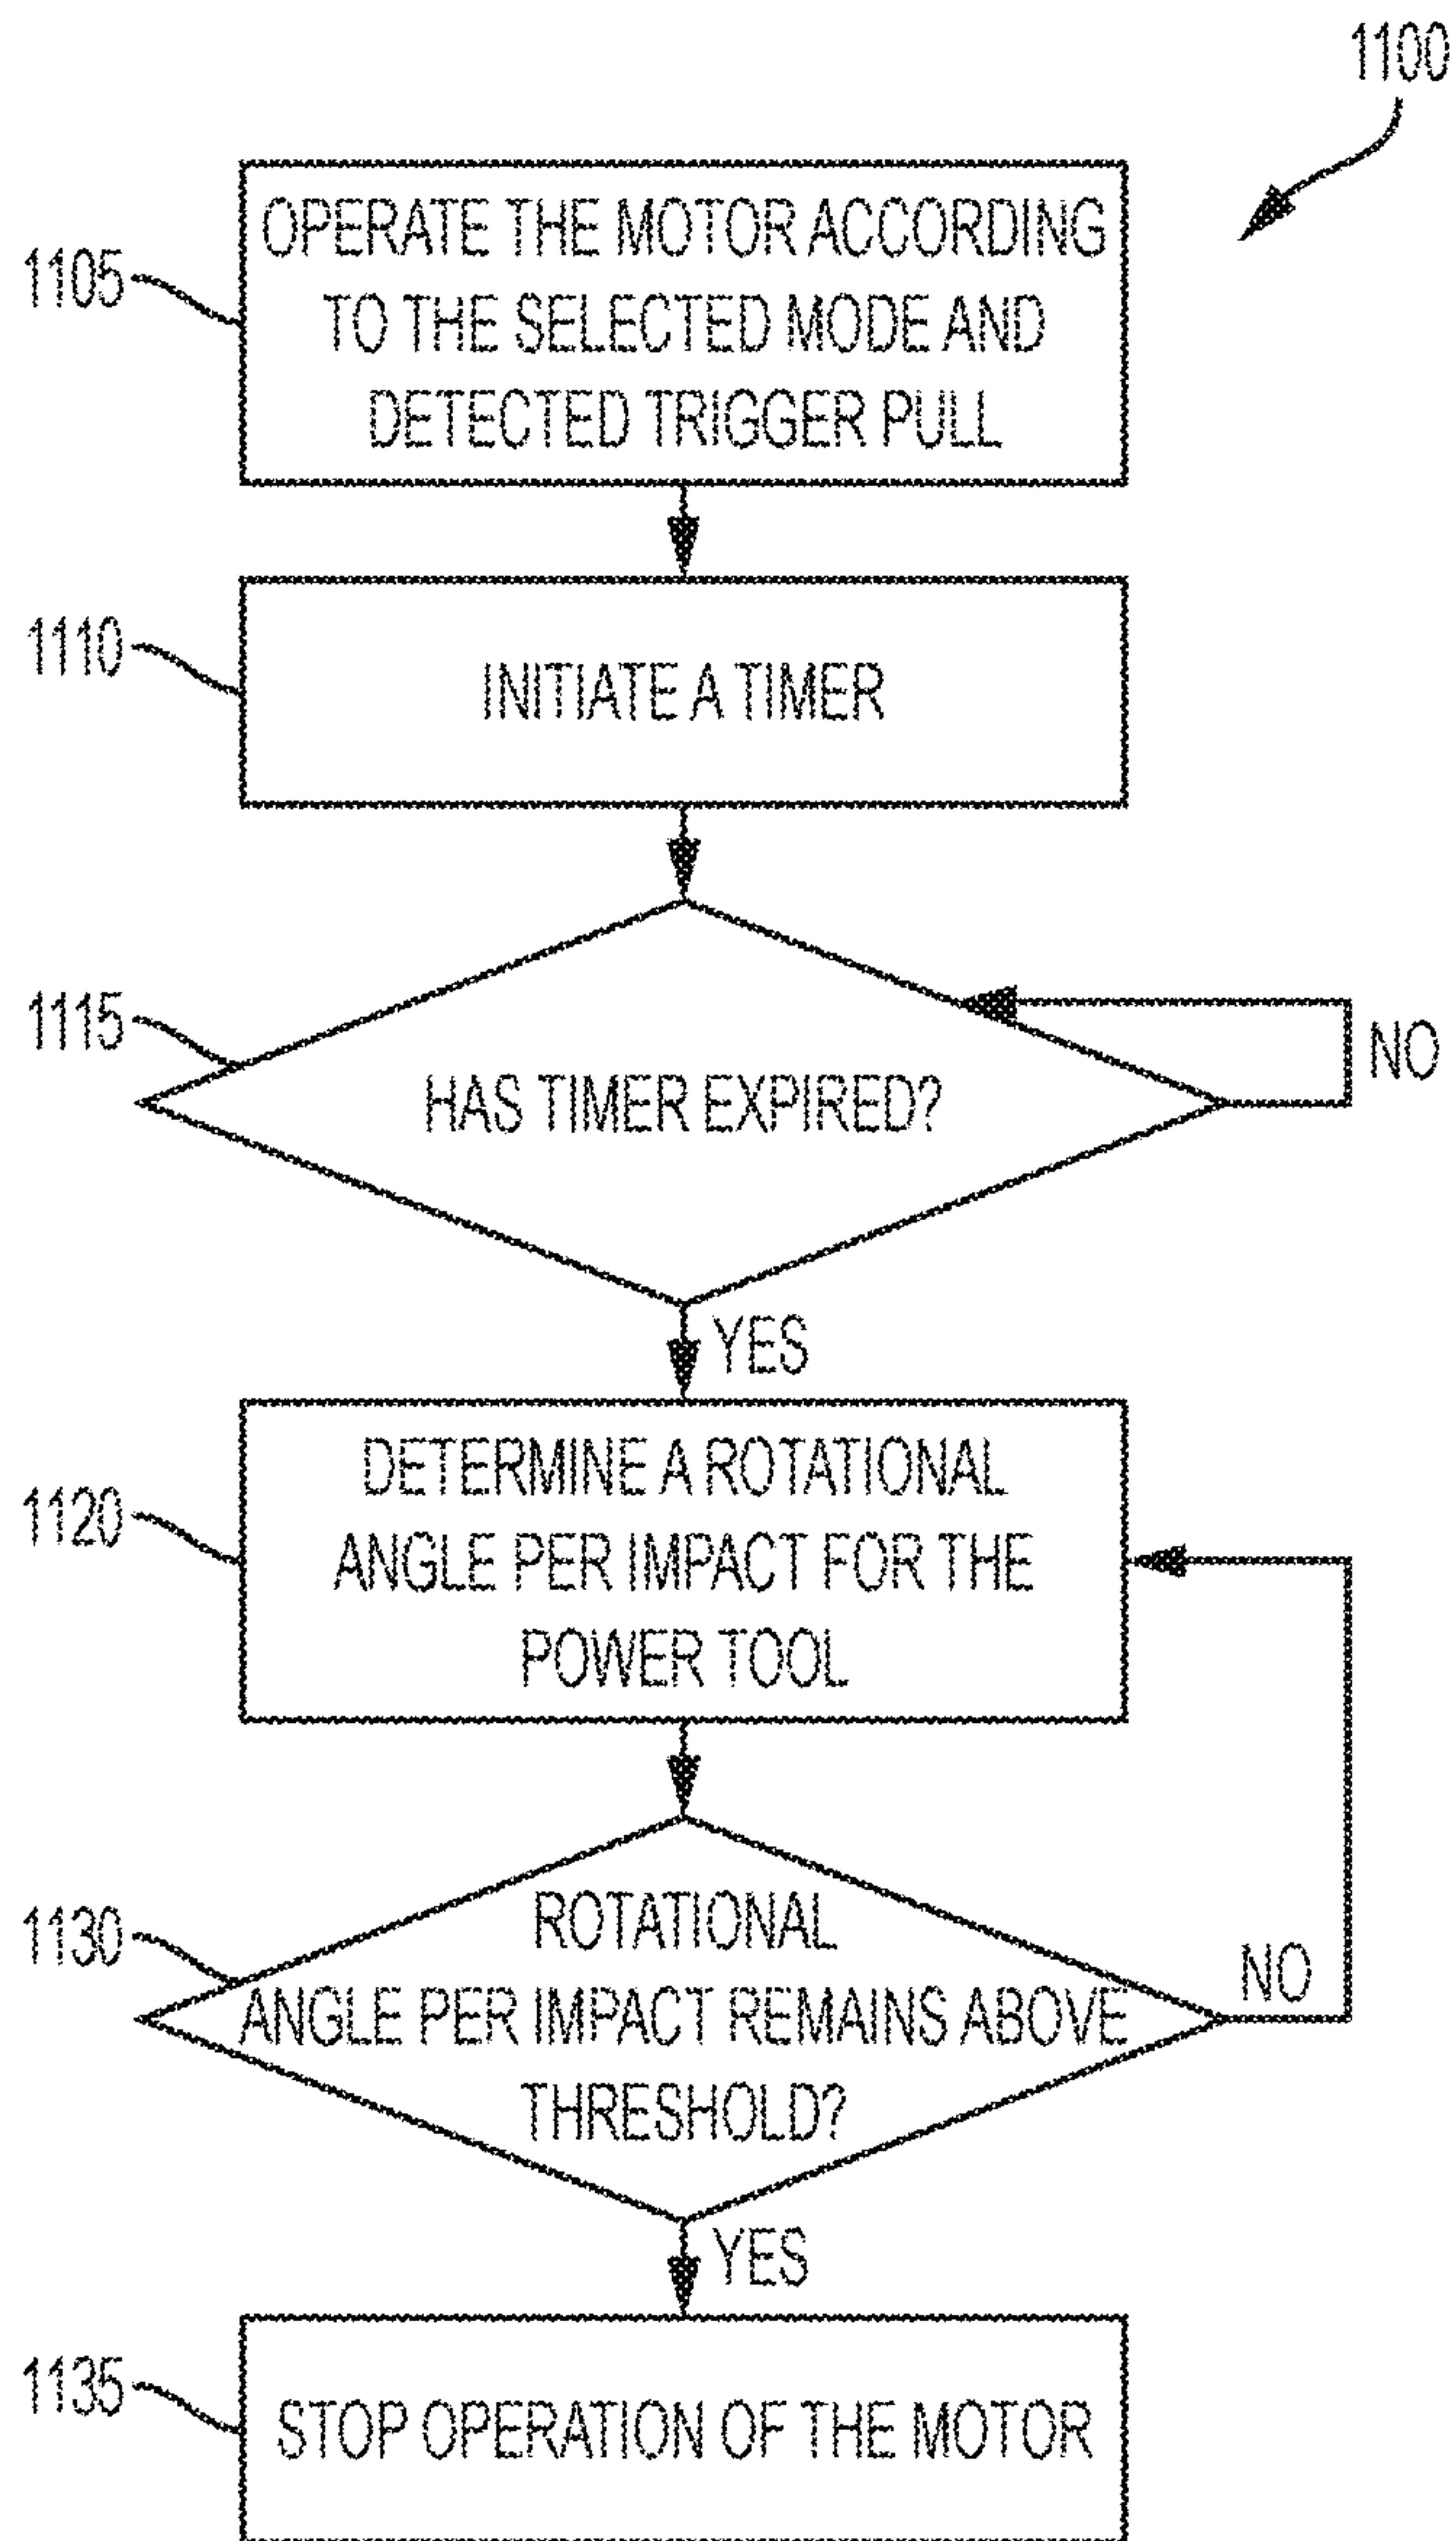 1100
1105
OPERATE THE MOTOR ACCORDING
TO THE SELECTED MODE AND
DETECTED TRIGGER PULL
1110
INITIATE A TIMER
1115
HAS TIMER EXPIRED?
NO
YES
1120
DETERMINE A ROTATIONAL
ANGLE PER IMPACT FOR THE
POWER TOOL
1130
ROTATIONAL
ANGLE PER IMPACT REMAINS ABOVE
THRESHOLD?
NO
YES
1135
STOP OPERATION OF THE MOTOR